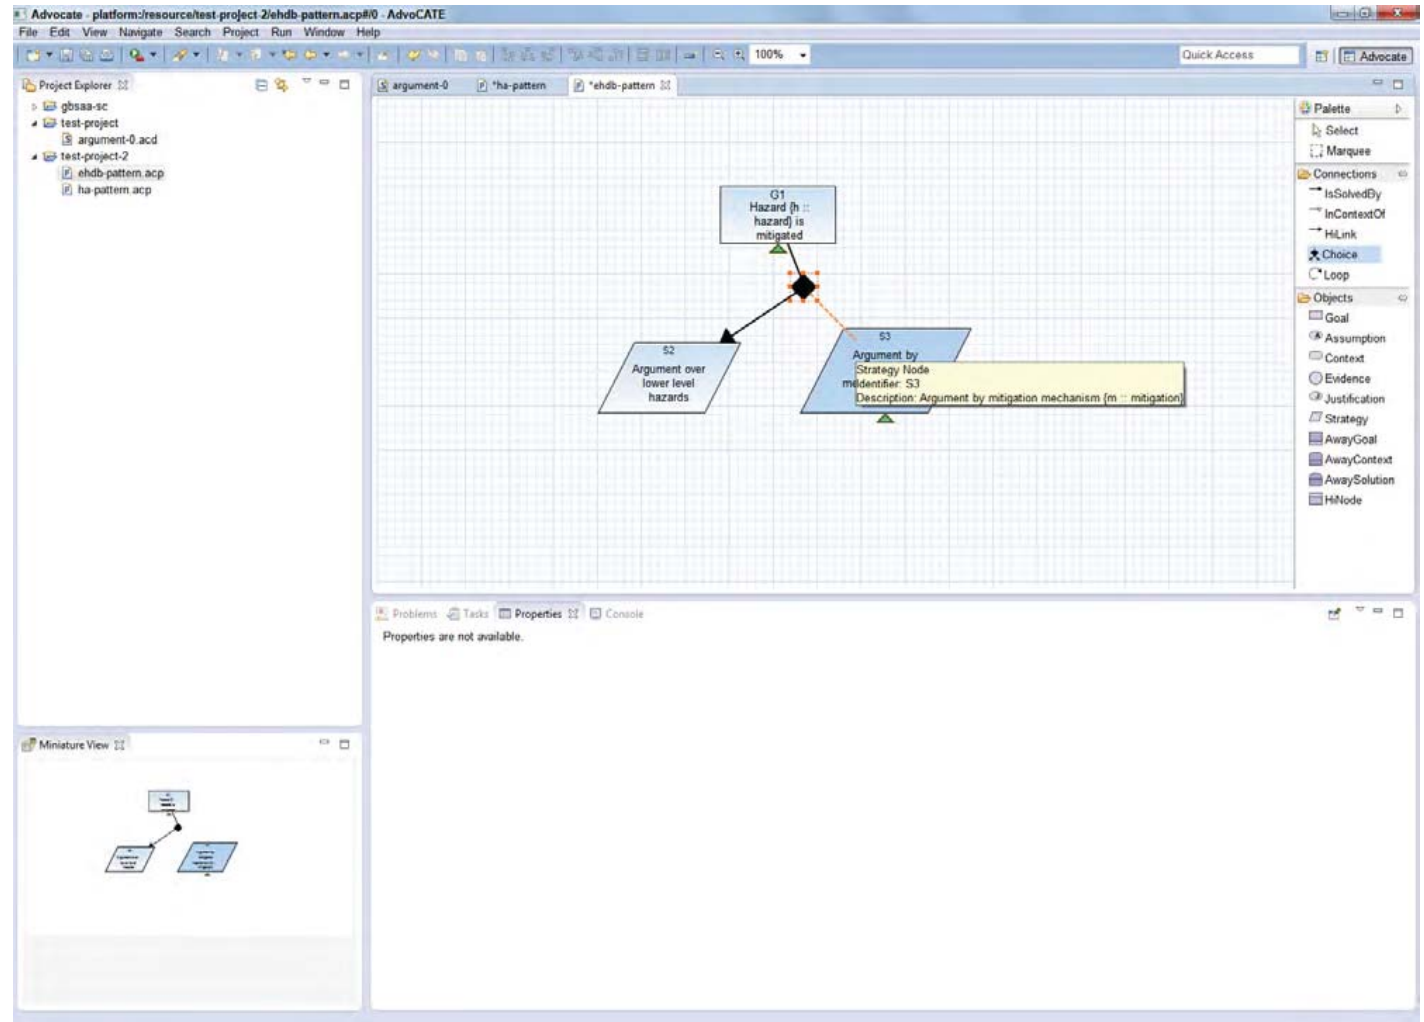 Advocate - platform:/resource/test-project-2/ehdb-pattern.acp#/0 - AdvoCATE
File Edit View Navigate Search Project Run Window Help
100%
Quick Access
Advocate
Project Explorer
gbsaa-sc
test-project
argument-0.acd
test-project-2
ehdb-pattern.acp
ha-pattern.acp
argument-0
*ha-pattern
*ehdb-pattern
G1
Hazard {h ::
hazard} is
mitigated
S2
Argument over
lower level
hazards
S3
Argument by
Strategy Node
Identifier: S3
Description: Argument by mitigation mechanism {m :: mitigation}
Palette
Select
Marquee
Connections
IsSolvedBy
InContextOf
HiLink
Choice
Loop
Objects
Goal
Assumption
Context
Evidence
Justification
Strategy
AwayGoal
AwayContext
AwaySolution
HiNode
Problems Tasks Properties Console
Properties are not available.
Miniature View